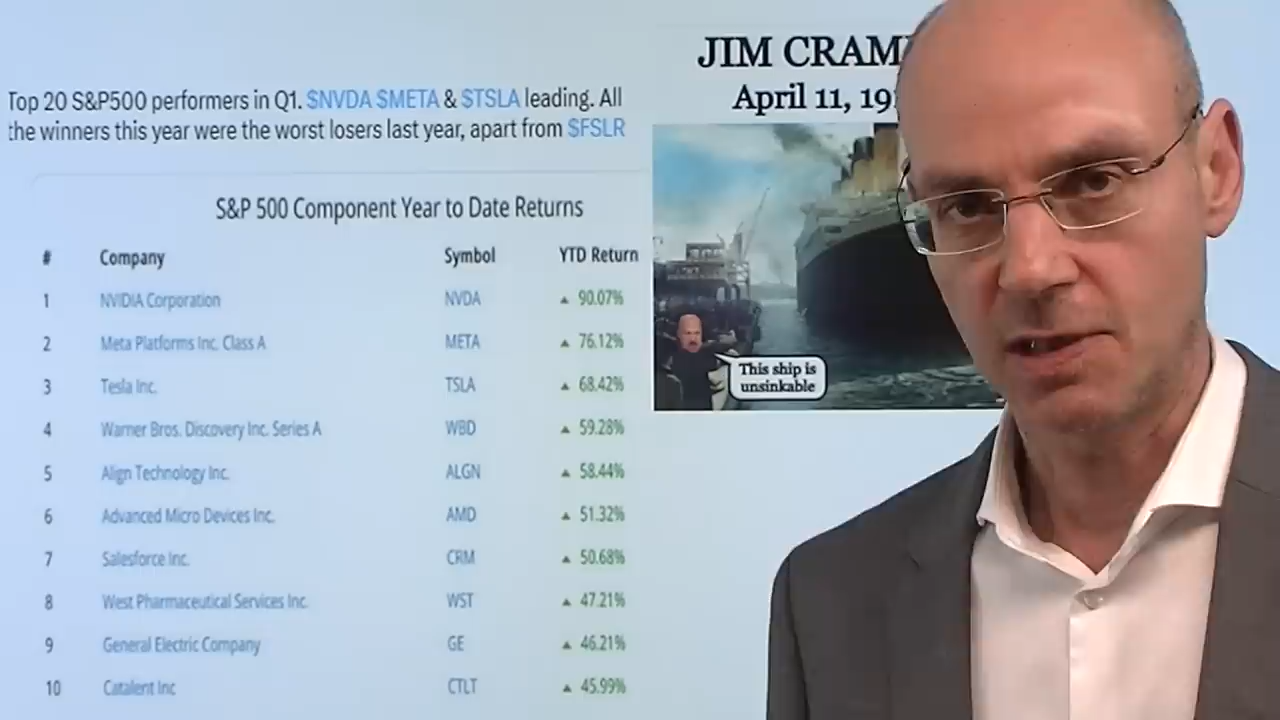 Top 20 S&P500 performers in Q1. $NVDA $META & $TSLA leading. All
the winners this year were the worst losers last year, apart from $FSLR
S&P 500 Component Year to Date Returns
# Company Symbol YTD Return
1 NVIDIA Corporation NVDA ▲ 90.07%
2 Meta Platforms Inc. Class A META ▲ 76.12%
3 Tesla Inc. TSLA ▲ 68.42%
4 Warner Bros. Discovery Inc. Series A WBD ▲ 59.28%
5 Align Technology Inc. ALGN ▲ 58.44%
6 Advanced Micro Devices Inc. AMD ▲ 51.32%
7 Salesforce Inc. CRM ▲ 50.68%
8 West Pharmaceutical Services Inc. WST ▲ 47.21%
9 General Electric Company GE ▲ 46.21%
10 Catalent Inc CTLT ▲ 45.99%
JIM CRAM
April 11, 19
This ship is
unsinkable